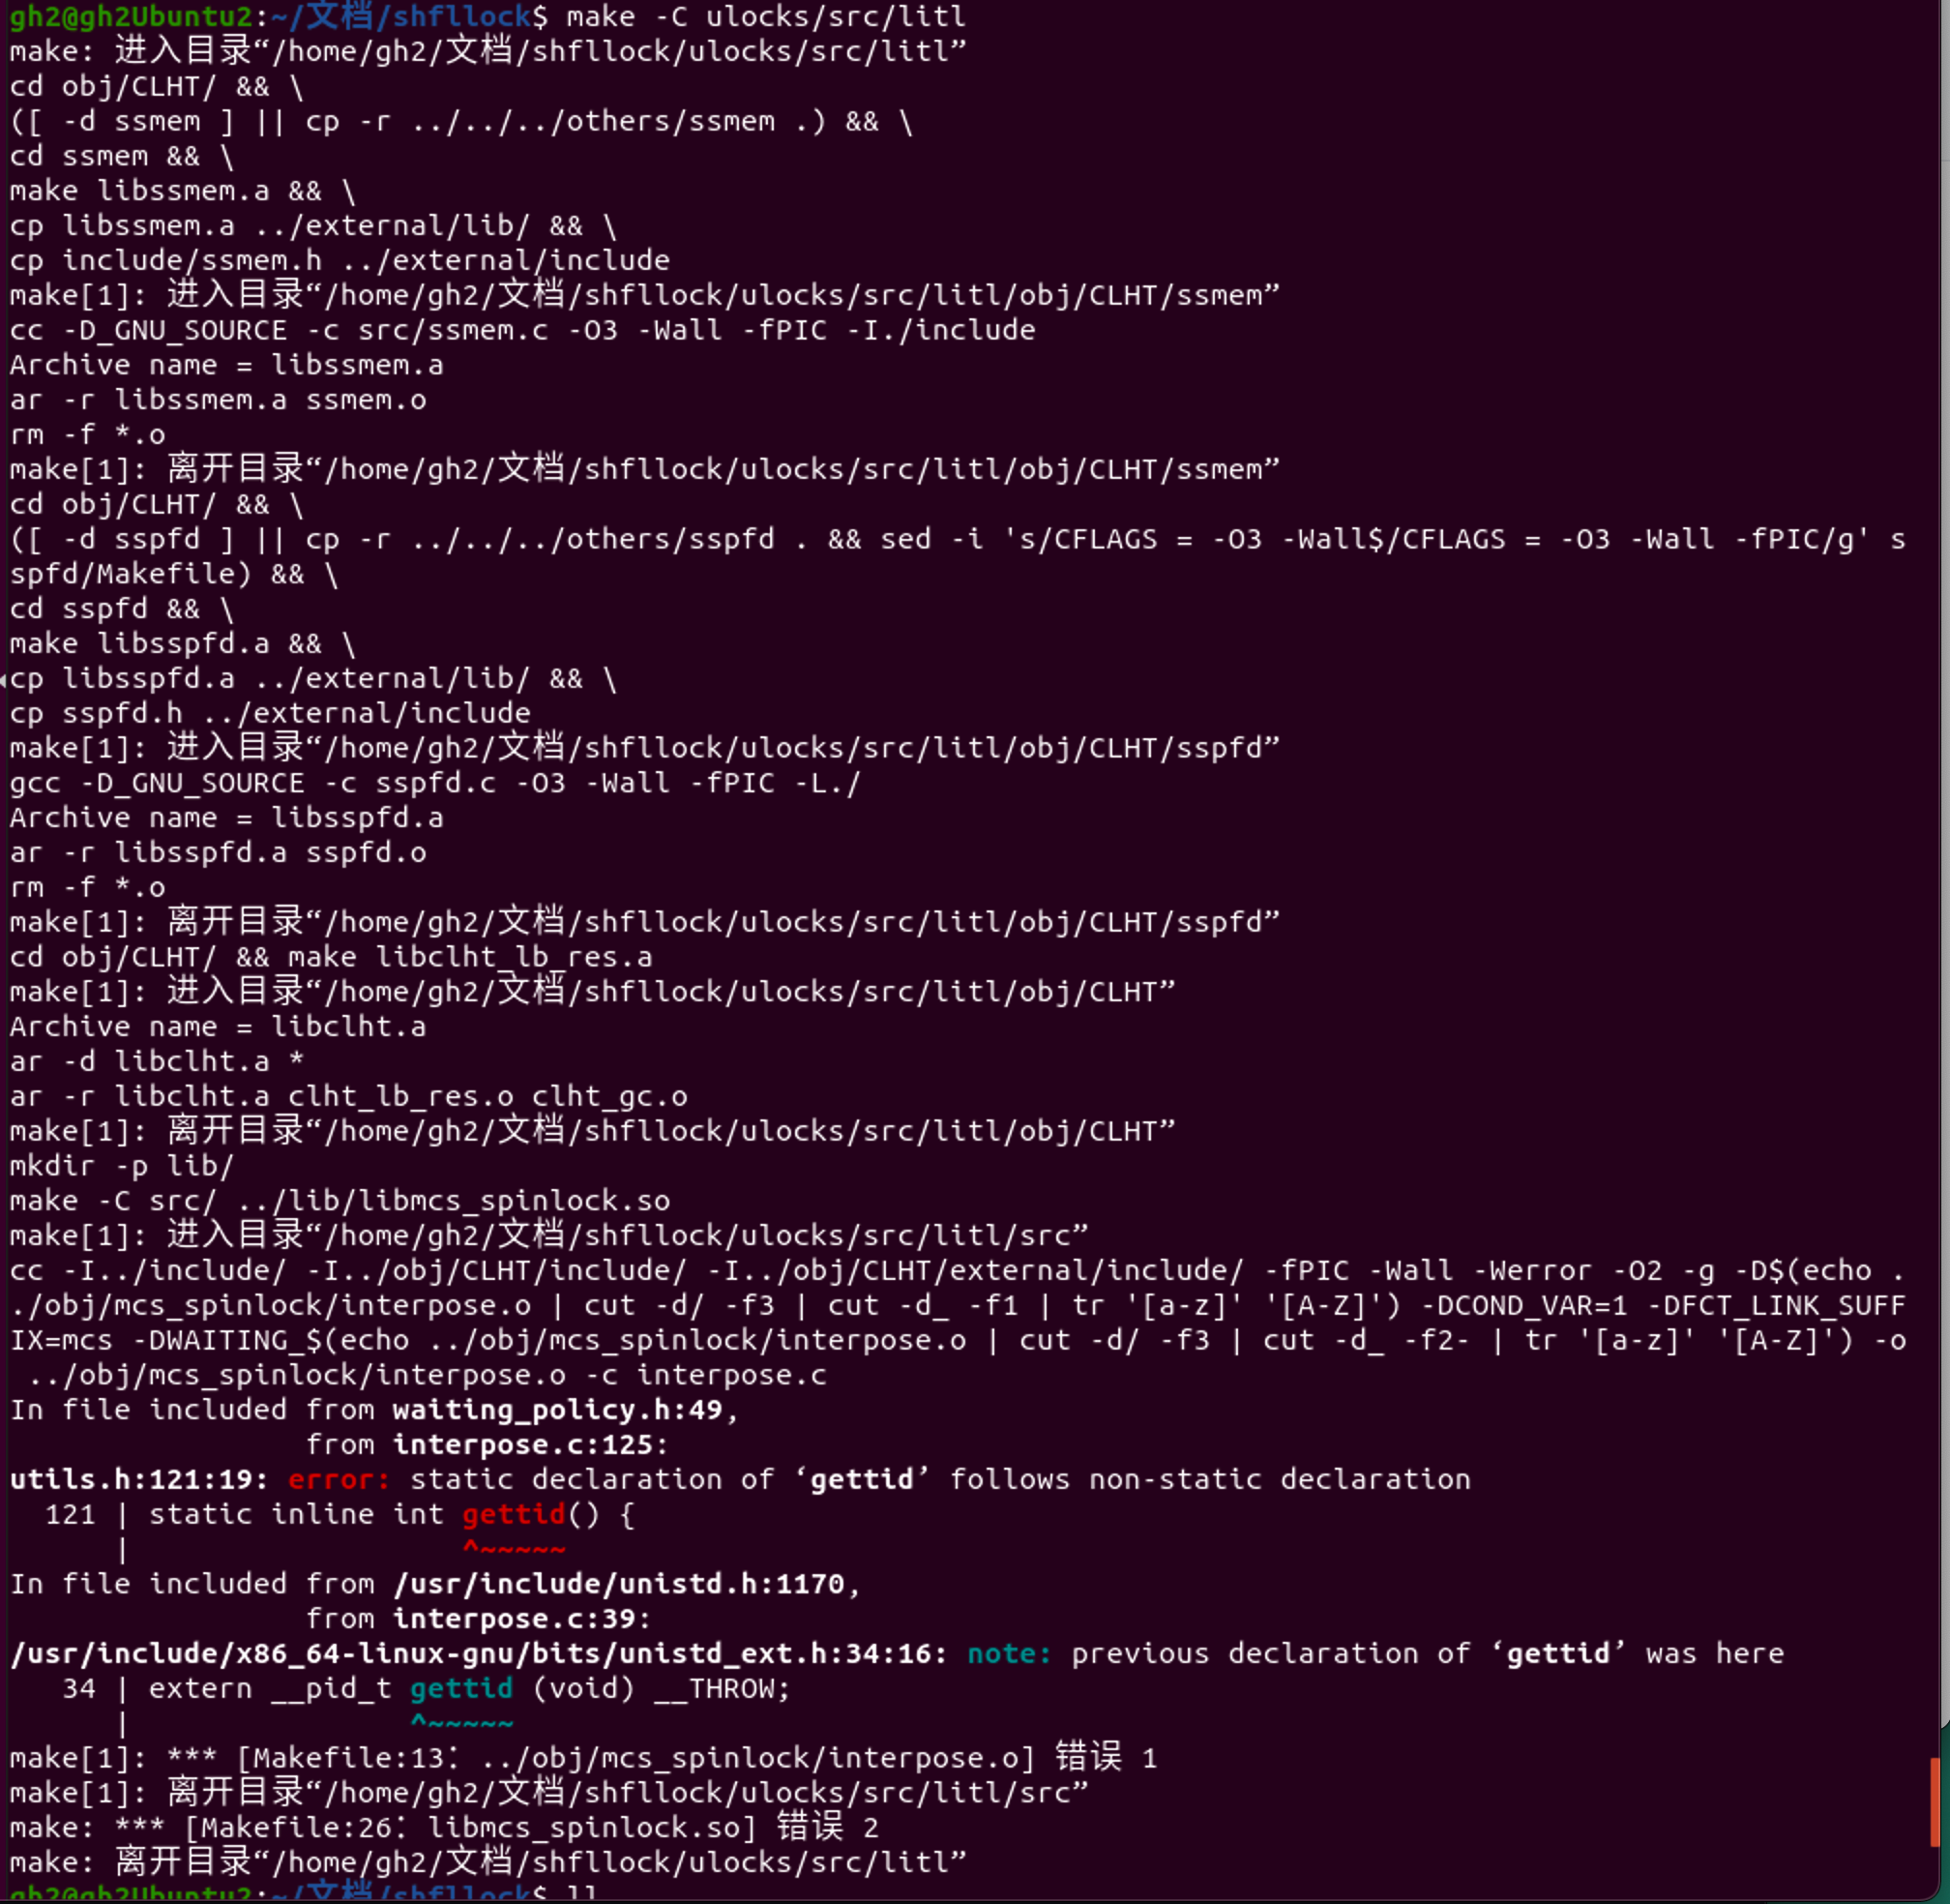 gh2@gh2Ubuntu2:~/文档/shfllock$ make -C ulocks/src/litl
make: 进入目录“/home/gh2/文档/shfllock/ulocks/src/litl”
cd obj/CLHT/ && \
([ -d ssmem ] || cp -r ../../../others/ssmem .) && \
cd ssmem && \
make libssmem.a && \
cp libssmem.a ../external/lib/ && \
cp include/ssmem.h ../external/include
make[1]: 进入目录“/home/gh2/文档/shfllock/ulocks/src/litl/obj/CLHT/ssmem”
cc -D_GNU_SOURCE -c src/ssmem.c -O3 -Wall -fPIC -I./include
Archive name = libssmem.a
ar -r libssmem.a ssmem.o
rm -f *.o
make[1]: 离开目录“/home/gh2/文档/shfllock/ulocks/src/litl/obj/CLHT/ssmem”
cd obj/CLHT/ && \
([ -d sspfd ] || cp -r ../../../others/sspfd . && sed -i 's/CFLAGS = -O3 -Wall$/CFLAGS = -O3 -Wall -fPIC/g' s
spfd/Makefile) && \
cd sspfd && \
make libsspfd.a && \
cp libsspfd.a ../external/lib/ && \
cp sspfd.h ../external/include
make[1]: 进入目录“/home/gh2/文档/shfllock/ulocks/src/litl/obj/CLHT/sspfd”
gcc -D_GNU_SOURCE -c sspfd.c -O3 -Wall -fPIC -L./
Archive name = libsspfd.a
ar -r libsspfd.a sspfd.o
rm -f *.o
make[1]: 离开目录“/home/gh2/文档/shfllock/ulocks/src/litl/obj/CLHT/sspfd”
cd obj/CLHT/ && make libclht_lb_res.a
make[1]: 进入目录“/home/gh2/文档/shfllock/ulocks/src/litl/obj/CLHT”
Archive name = libclht.a
ar -d libclht.a *
ar -r libclht.a clht_lb_res.o clht_gc.o
make[1]: 离开目录“/home/gh2/文档/shfllock/ulocks/src/litl/obj/CLHT”
mkdir -p lib/
make -C src/ ../lib/libmcs_spinlock.so
make[1]: 进入目录“/home/gh2/文档/shfllock/ulocks/src/litl/src”
cc -I../include/ -I../obj/CLHT/include/ -I../obj/CLHT/external/include/ -fPIC -Wall -Werror -O2 -g -D$(echo .
./obj/mcs_spinlock/interpose.o | cut -d/ -f3 | cut -d_ -f1 | tr '[a-z]' '[A-Z]') -DCOND_VAR=1 -DFCT_LINK_SUFF
IX=mcs -DWAITING_$(echo ../obj/mcs_spinlock/interpose.o | cut -d/ -f3 | cut -d_ -f2- | tr '[a-z]' '[A-Z]') -o
 ../obj/mcs_spinlock/interpose.o -c interpose.c
In file included from waiting_policy.h:49,
                 from interpose.c:125:
utils.h:121:19: error: static declaration of ‘gettid’ follows non-static declaration
  121 | static inline int gettid() {
      |                   ^~~~~~
In file included from /usr/include/unistd.h:1170,
                 from interpose.c:39:
/usr/include/x86_64-linux-gnu/bits/unistd_ext.h:34:16: note: previous declaration of ‘gettid’ was here
   34 | extern __pid_t gettid (void) __THROW;
      |                ^~~~~~
make[1]: *** [Makefile:13：../obj/mcs_spinlock/interpose.o] 错误 1
make[1]: 离开目录“/home/gh2/文档/shfllock/ulocks/src/litl/src”
make: *** [Makefile:26：libmcs_spinlock.so] 错误 2
make: 离开目录“/home/gh2/文档/shfllock/ulocks/src/litl”
gh2@gh2Ubuntu2:~/文档/shfllock$ ll